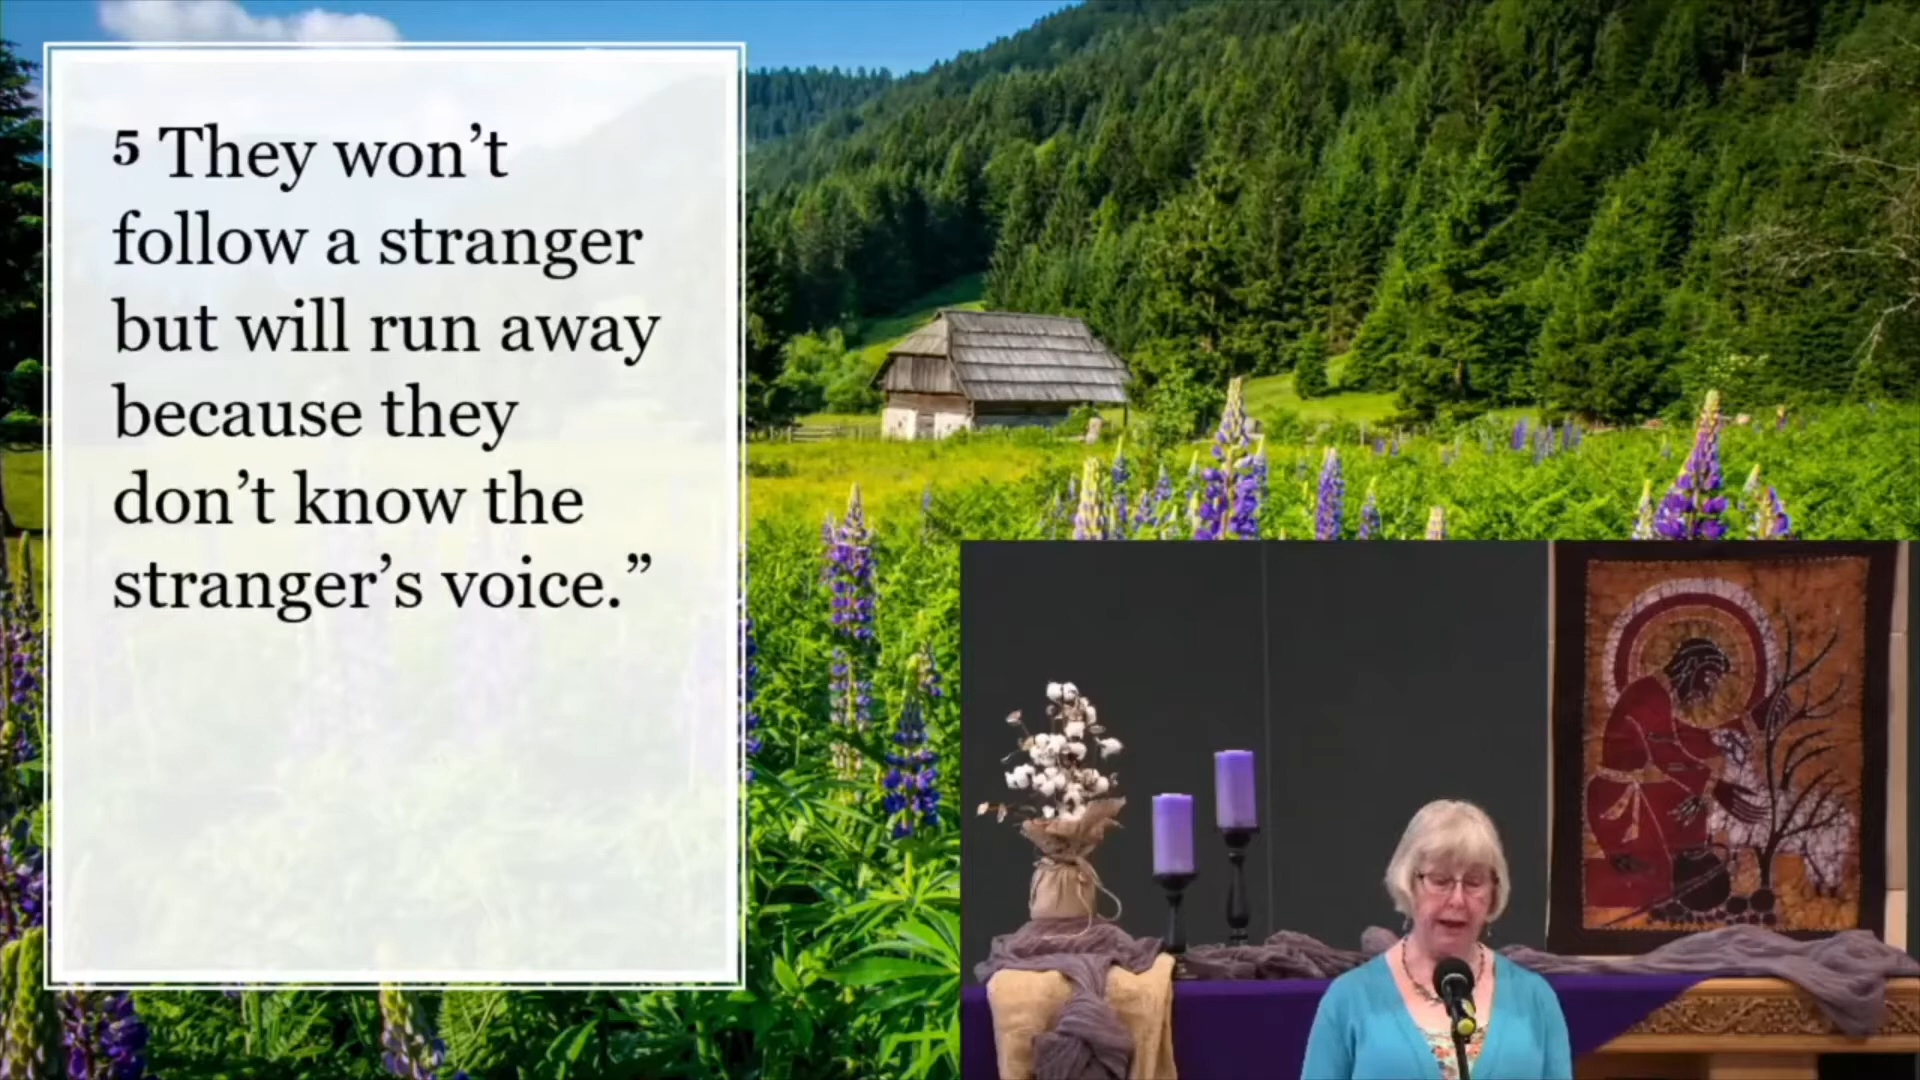 5 They won’t
follow a stranger
but will run away
because they
don’t know the
stranger’s voice.”